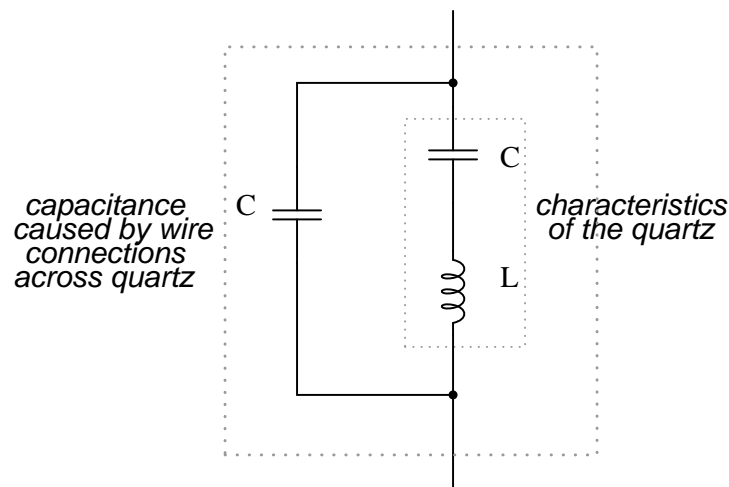 capacitance
caused by wire
connections
across quartz
C
C
L
characteristics
of the quartz